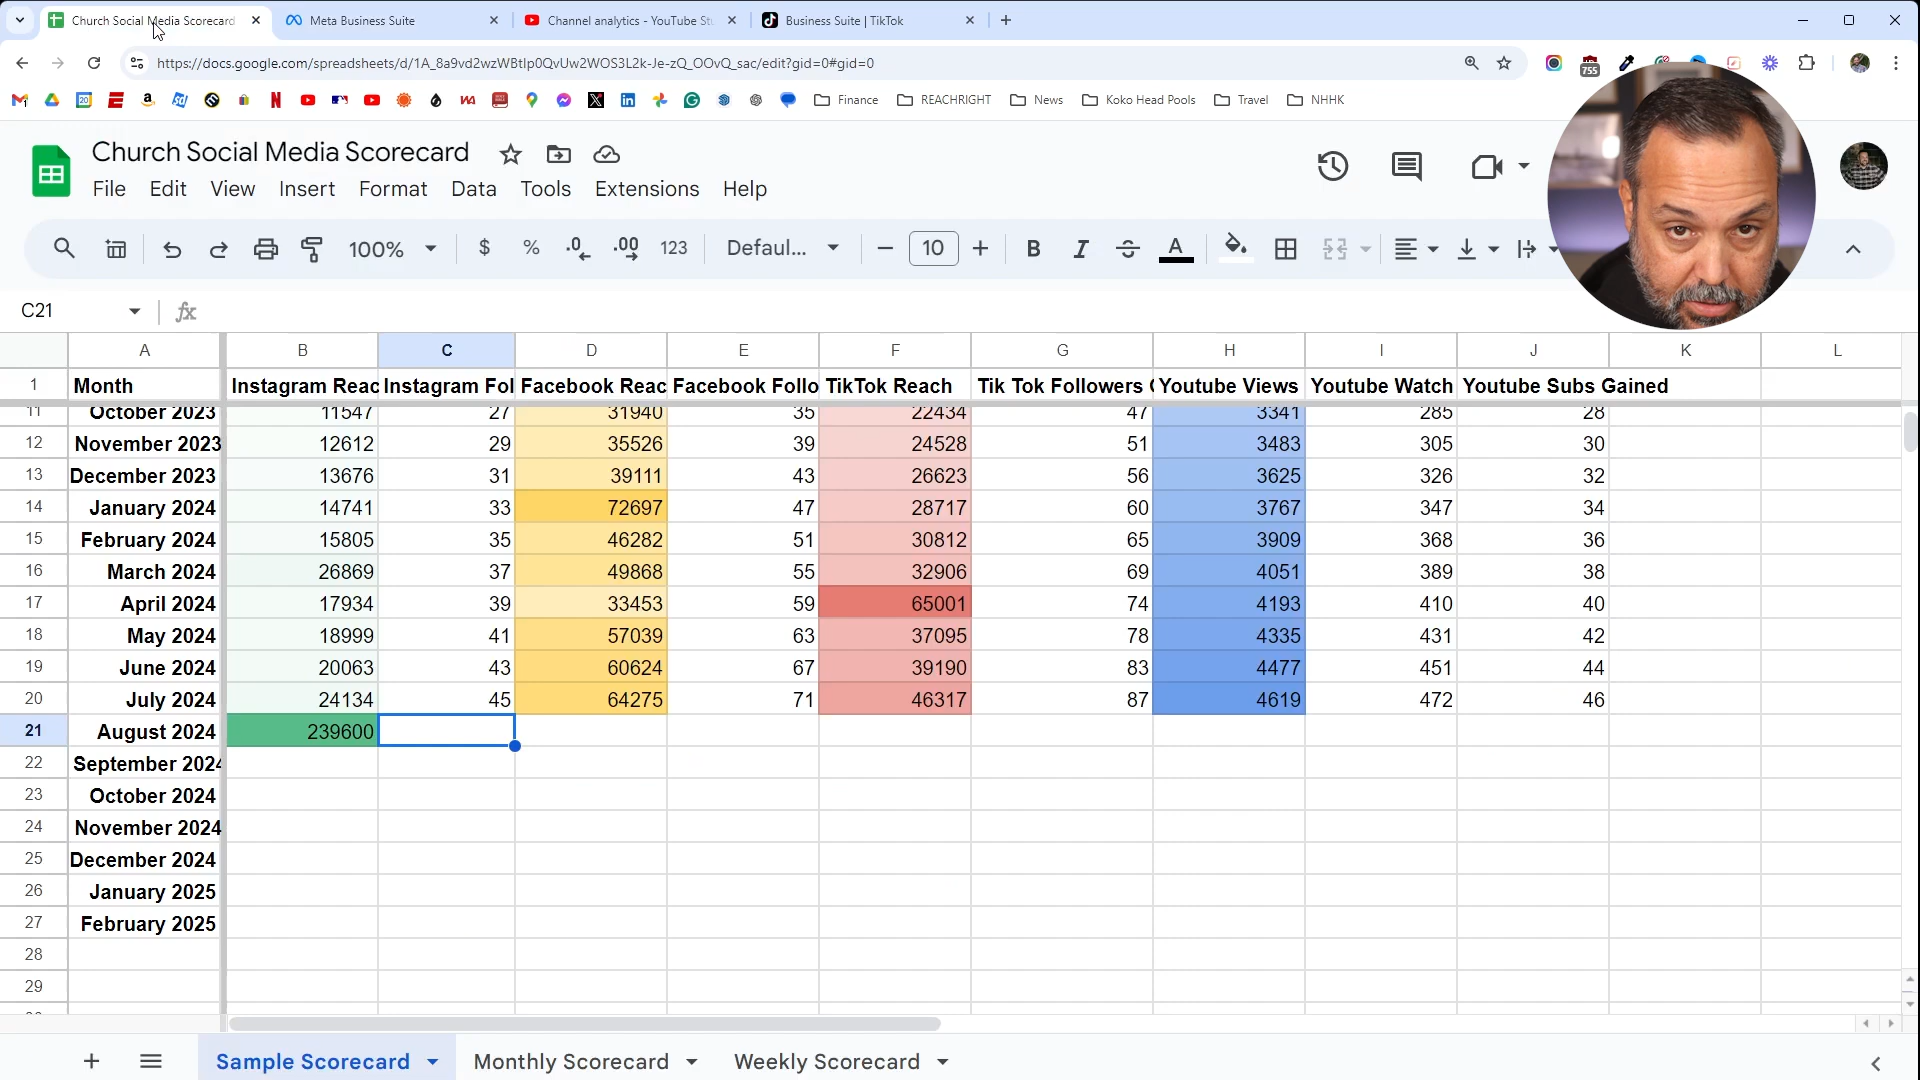 Church Social Media Scorecard
Meta Business Suite
Channel analytics - YouTube St
Business Suite | TikTok
https://docs.google.com/spreadsheets/d/1A_8a9vd2wzWBtIp0QvUw2WOS3L2k-Je-zQ_OOvQ_sac/edit?gid=0#gid=0
755
Finance
REACHRIGHT
News
Koko Head Pools
Travel
NHHK
Church Social Media Scorecard
File Edit View Insert Format Data Tools Extensions Help
100% $ % .0 .00 123 Defaul... 10 B I A
C21 fx
A B C D E F G H I J K L
1 Month Instagram Reac Instagram Fol Facebook Reac Facebook Follo TikTok Reach Tik Tok Followers ( Youtube Views Youtube Watch Youtube Subs Gained
11 October 2023 11547 27 31940 35 22434 47 3341 285 28
12 November 2023 12612 29 35526 39 24528 51 3483 305 30
13 December 2023 13676 31 39111 43 26623 56 3625 326 32
14 January 2024 14741 33 72697 47 28717 60 3767 347 34
15 February 2024 15805 35 46282 51 30812 65 3909 368 36
16 March 2024 26869 37 49868 55 32906 69 4051 389 38
17 April 2024 17934 39 33453 59 65001 74 4193 410 40
18 May 2024 18999 41 57039 63 37095 78 4335 431 42
19 June 2024 20063 43 60624 67 39190 83 4477 451 44
20 July 2024 24134 45 64275 71 46317 87 4619 472 46
21 August 2024 239600
22 September 2024
23 October 2024
24 November 2024
25 December 2024
26 January 2025
27 February 2025
28
29
Sample Scorecard
Monthly Scorecard
Weekly Scorecard